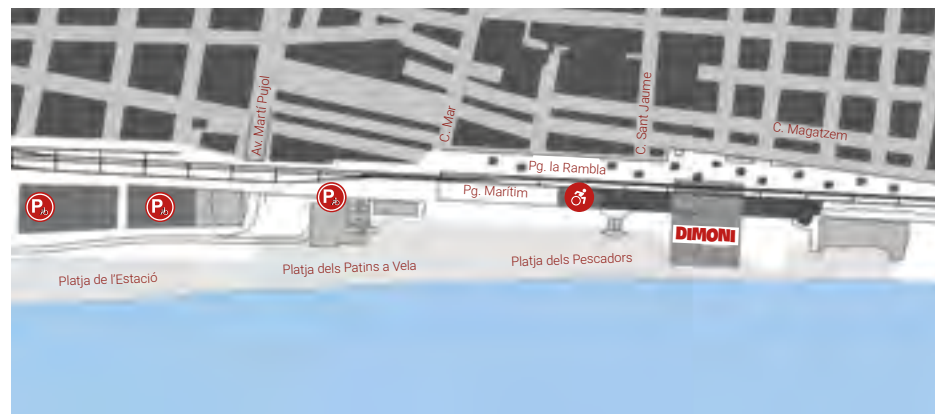 Av. Martí Pujol
C. Mar
C. Sant Jaume
C. Magatzem
Pg. la Rambla
Pg. Marítim
P
P
P
DIMONI
Platja de l'Estació
Platja dels Patins a Vela
Platja dels Pescadors